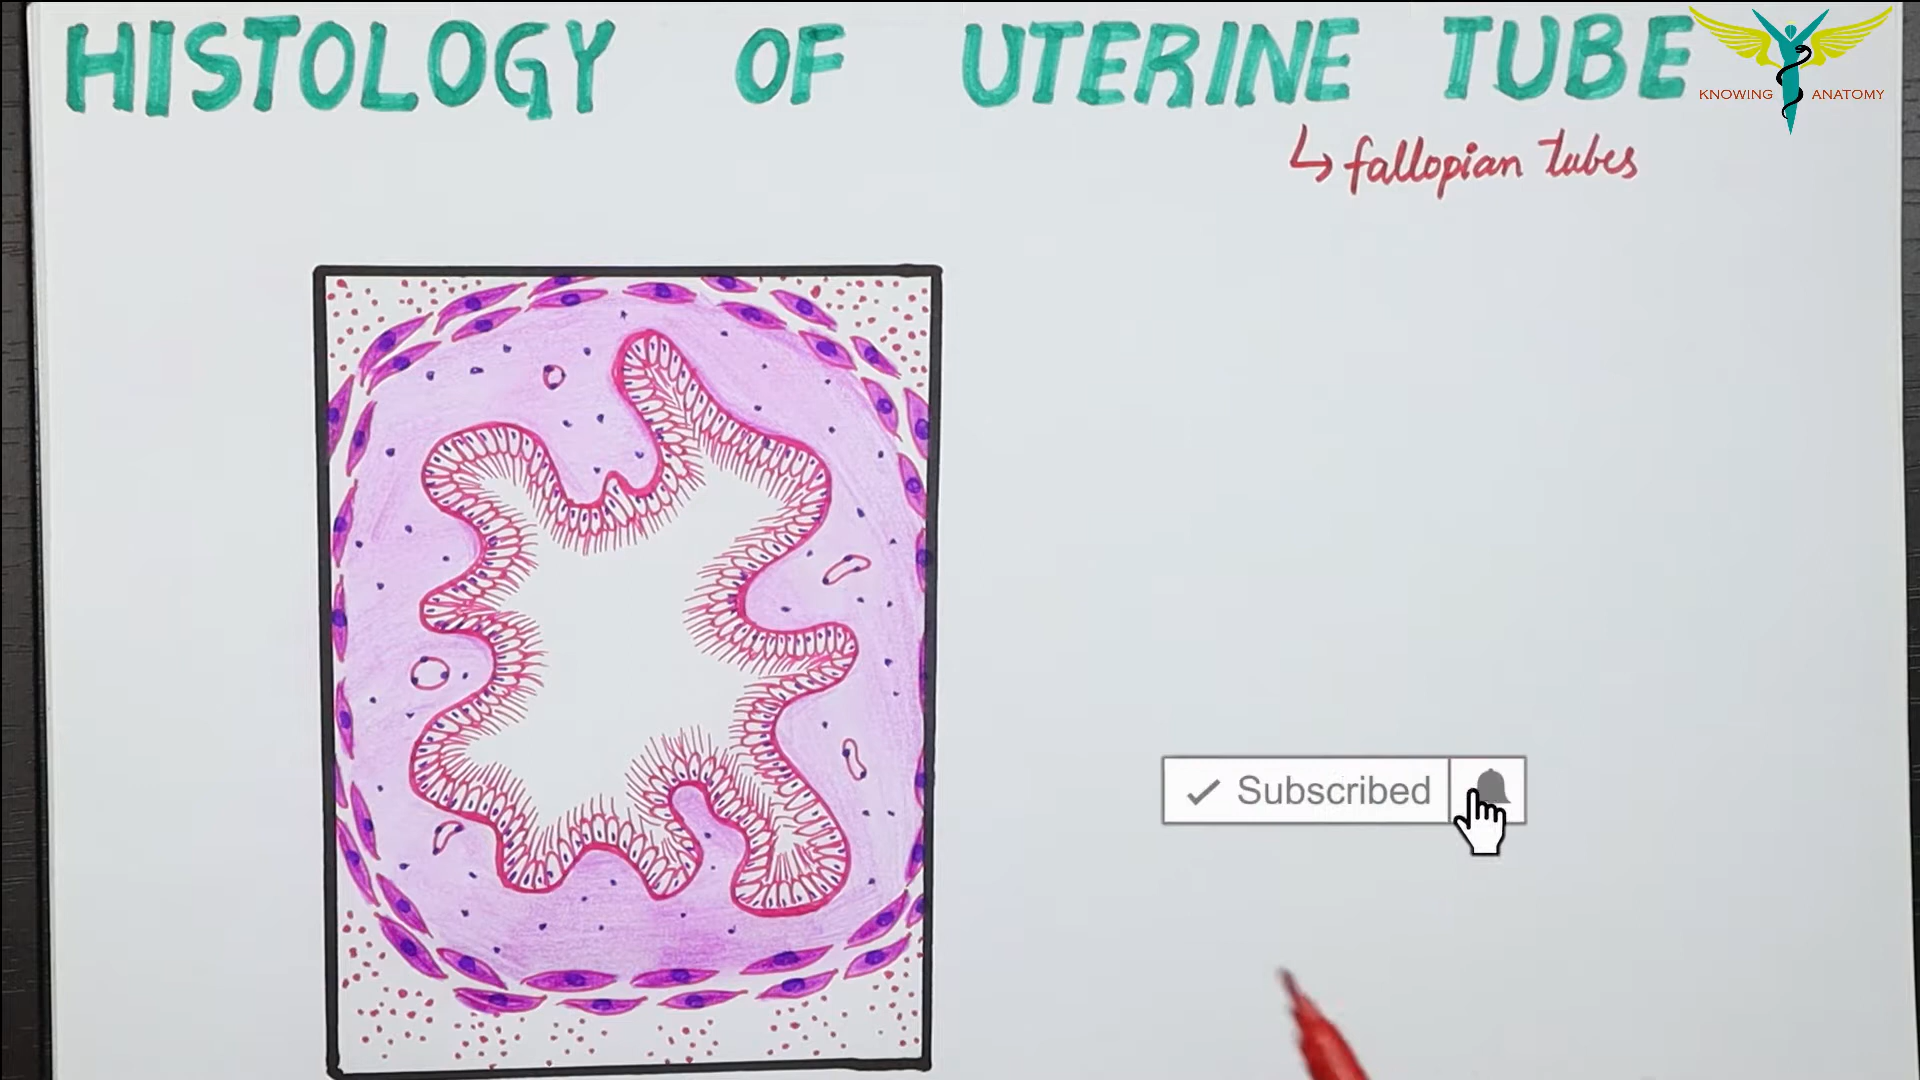 HISTOLOGY OF UTERINE TUBE
KNOWING ANATOMY
↳ fallopian tubes
Subscribed